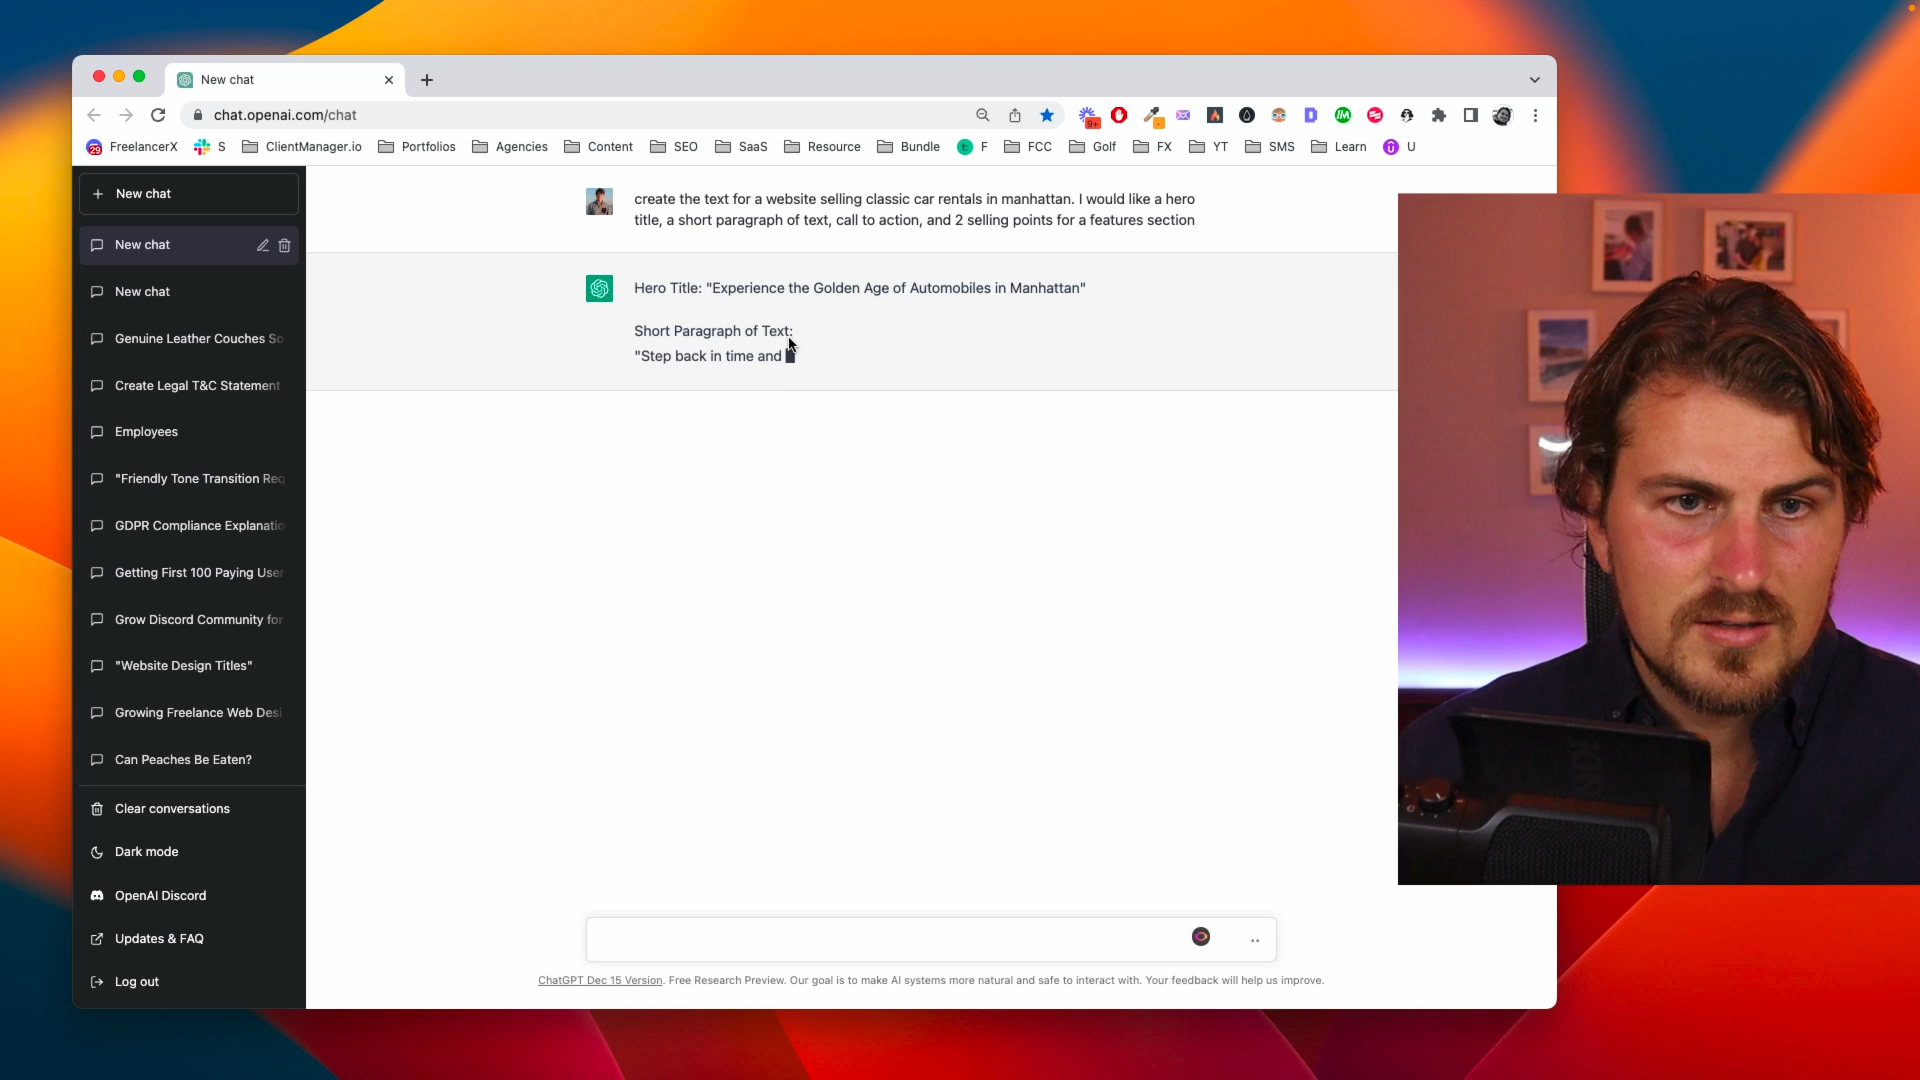 New chat
chat.openai.com/chat
9+
29 FreelancerX S ClientManager.io Portfolios Agencies Content SEO SaaS Resource Bundle t F FCC Golf FX YT SMS Learn U
New chat
New chat
New chat
Genuine Leather Couches So
Create Legal T&C Statement
Employees
"Friendly Tone Transition Req
GDPR Compliance Explanatio
Getting First 100 Paying User
Grow Discord Community for
"Website Design Titles"
Growing Freelance Web Desi
Can Peaches Be Eaten?
Clear conversations
Dark mode
OpenAI Discord
Updates & FAQ
Log out
create the text for a website selling classic car rentals in manhattan. I would like a hero
title, a short paragraph of text, call to action, and 2 selling points for a features section
Hero Title: "Experience the Golden Age of Automobiles in Manhattan"
Short Paragraph of Text:
"Step back in time and
ChatGPT Dec 15 Version. Free Research Preview. Our goal is to make AI systems more natural and safe to interact with. Your feedback will help us improve.